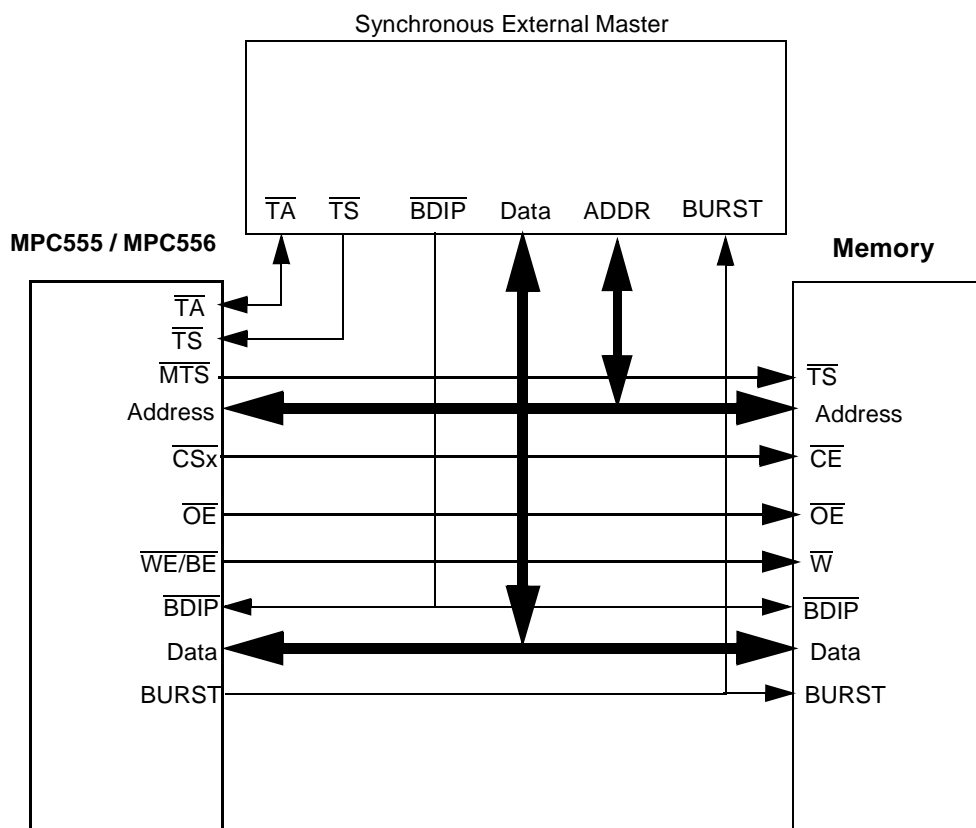 Synchronous External Master
TA TS BDIP Data ADDR BURST
MPC555 / MPC556
Memory
TA
TS
MTS TS
Address Address
CSx CE
OE OE
WE/BE W
BDIP BDIP
Data Data
BURST BURST